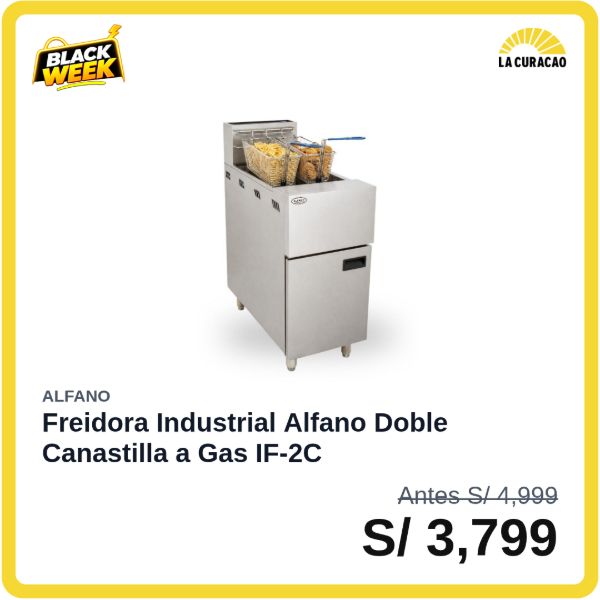 BLACK
WEEK
LA CURACAO
ALFANO
Freidora Industrial Alfano Doble
Canastilla a Gas IF-2C
Antes S/ 4,999
S/ 3,799